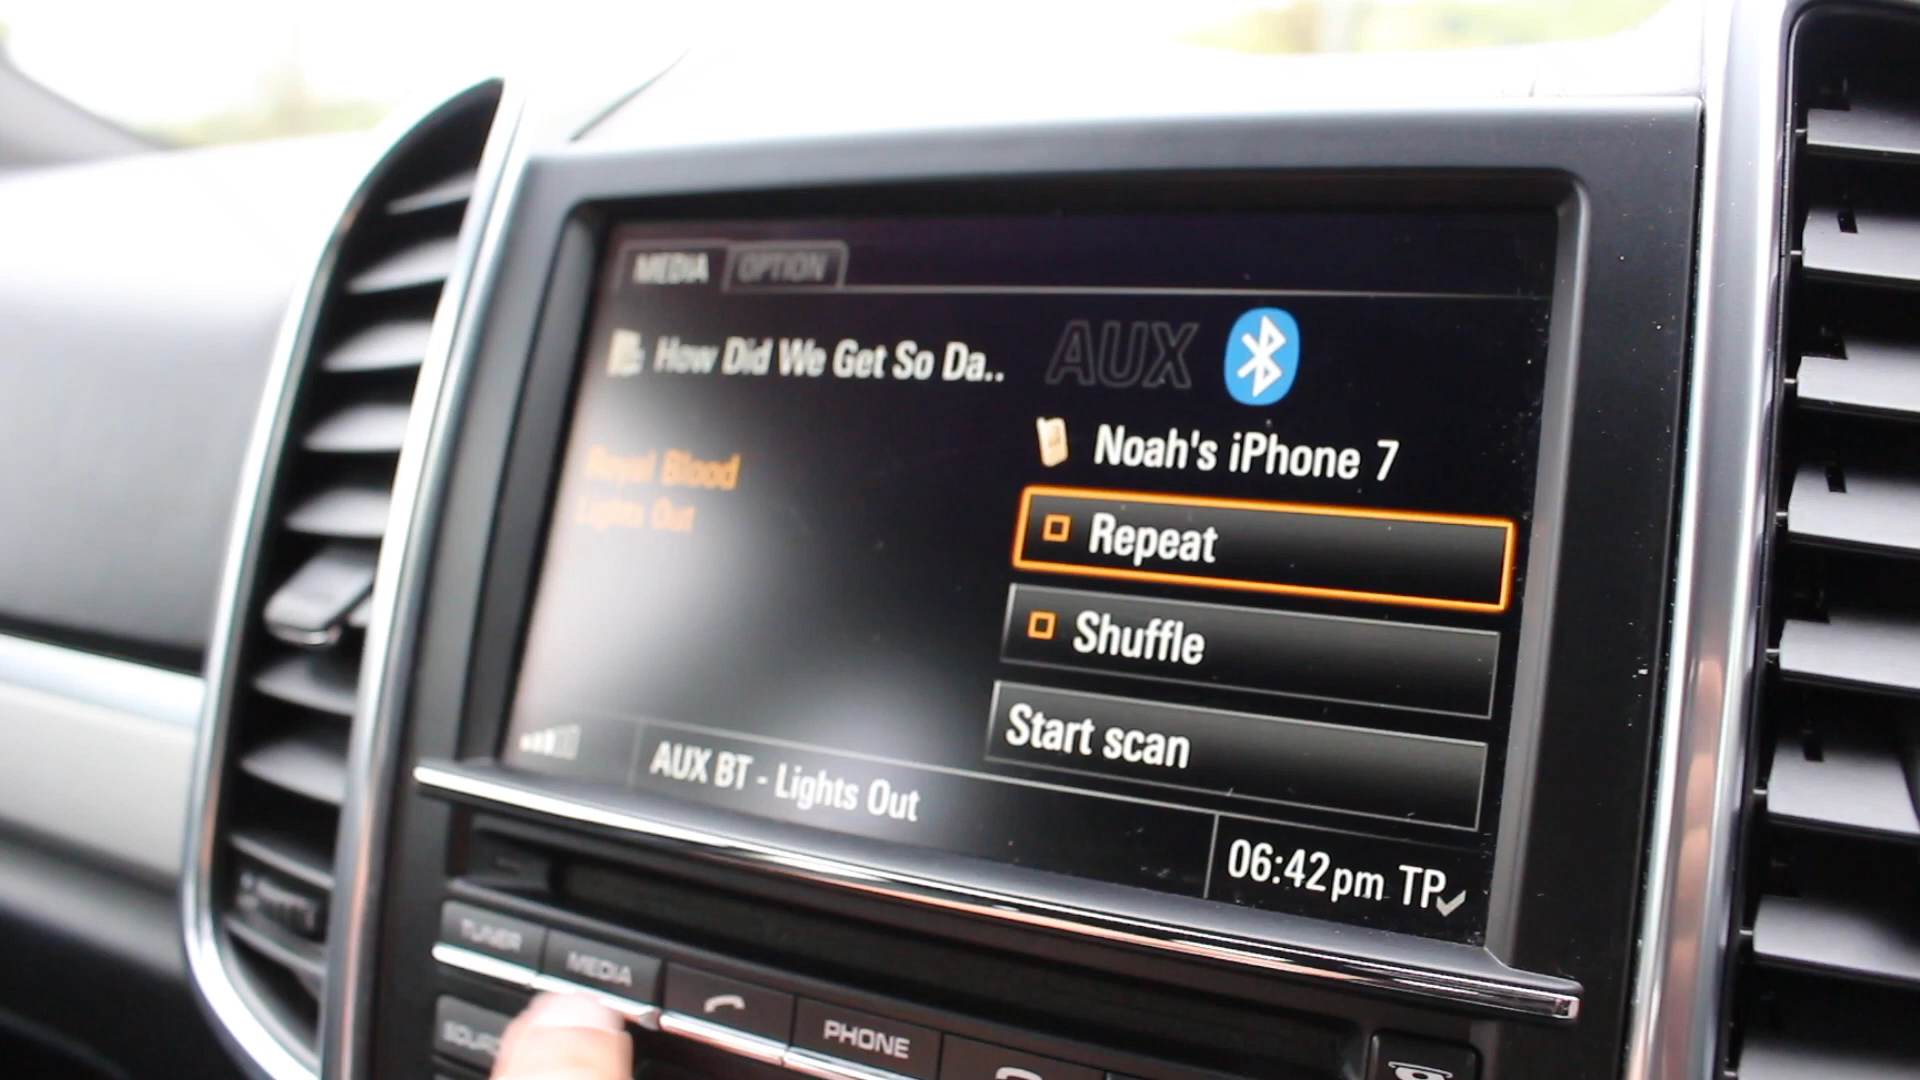 MEDIA OPTION
How Did We Get So Da..
AUX
Royal Blood
Lights Out
Noah's iPhone 7
Repeat
Shuffle
Start scan
AUX BT - Lights Out
06:42pm TP
TUNER
MEDIA
PHONE